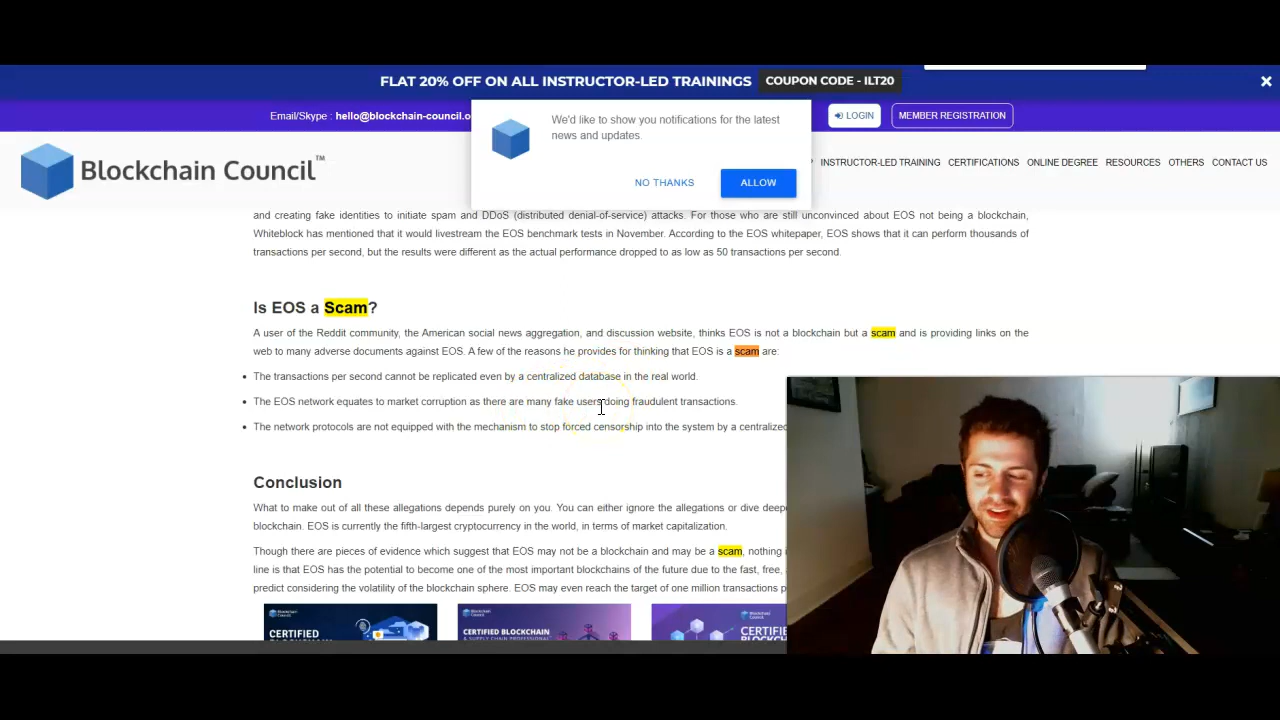 FLAT 20% OFF ON ALL INSTRUCTOR-LED TRAININGS COUPON CODE - ILT20
Email/Skype : hello@blockchain-council.o
We'd like to show you notifications for the latest
news and updates.
NO THANKS ALLOW
LOGIN MEMBER REGISTRATION
Blockchain Council™
INSTRUCTOR-LED TRAINING CERTIFICATIONS ONLINE DEGREE RESOURCES OTHERS CONTACT US
and creating fake identities to initiate spam and DDoS (distributed denial-of-service) attacks. For those who are still unconvinced about EOS not being a blockchain,
Whiteblock has mentioned that it would livestream the EOS benchmark tests in November. According to the EOS whitepaper, EOS shows that it can perform thousands of
transactions per second, but the results were different as the actual performance dropped to as low as 50 transactions per second.
Is EOS a Scam?
A user of the Reddit community, the American social news aggregation, and discussion website, thinks EOS is not a blockchain but a scam and is providing links on the
web to many adverse documents against EOS. A few of the reasons he provides for thinking that EOS is a scam are:
The transactions per second cannot be replicated even by a centralized database in the real world.
The EOS network equates to market corruption as there are many fake users doing fraudulent transactions.
The network protocols are not equipped with the mechanism to stop forced censorship into the system by a centralized
Conclusion
What to make out of all these allegations depends purely on you. You can either ignore the allegations or dive deepe
blockchain. EOS is currently the fifth-largest cryptocurrency in the world, in terms of market capitalization.
Though there are pieces of evidence which suggest that EOS may not be a blockchain and may be a scam, nothing i
line is that EOS has the potential to become one of the most important blockchains of the future due to the fast, free,
predict considering the volatility of the blockchain sphere. EOS may even reach the target of one million transactions p
Blockchain Council Blockchain Council Blockchain Council
CERTIFIED CERTIFIED BLOCKCHAIN CERTIFIE
& SUPPLY CHAIN PROFESSIONAL